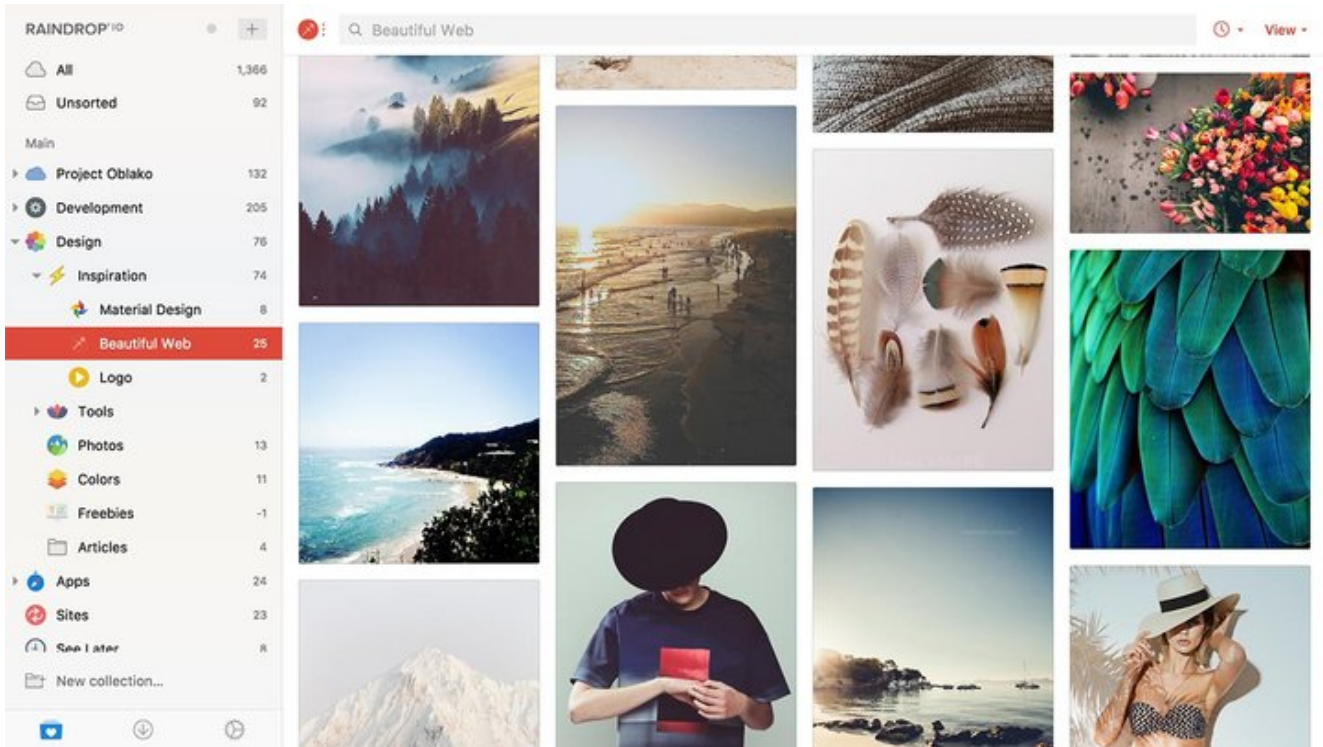 RAINDROP.IO
+
Beautiful Web
View
All 1,366
Unsorted 92
Main
Project Oblako 132
Development 205
Design 76
Inspiration 74
Material Design 8
Beautiful Web 25
Logo 2
Tools
Photos 13
Colors 11
Freebies -1
Articles 4
Apps 24
Sites 23
See Later 8
New collection...